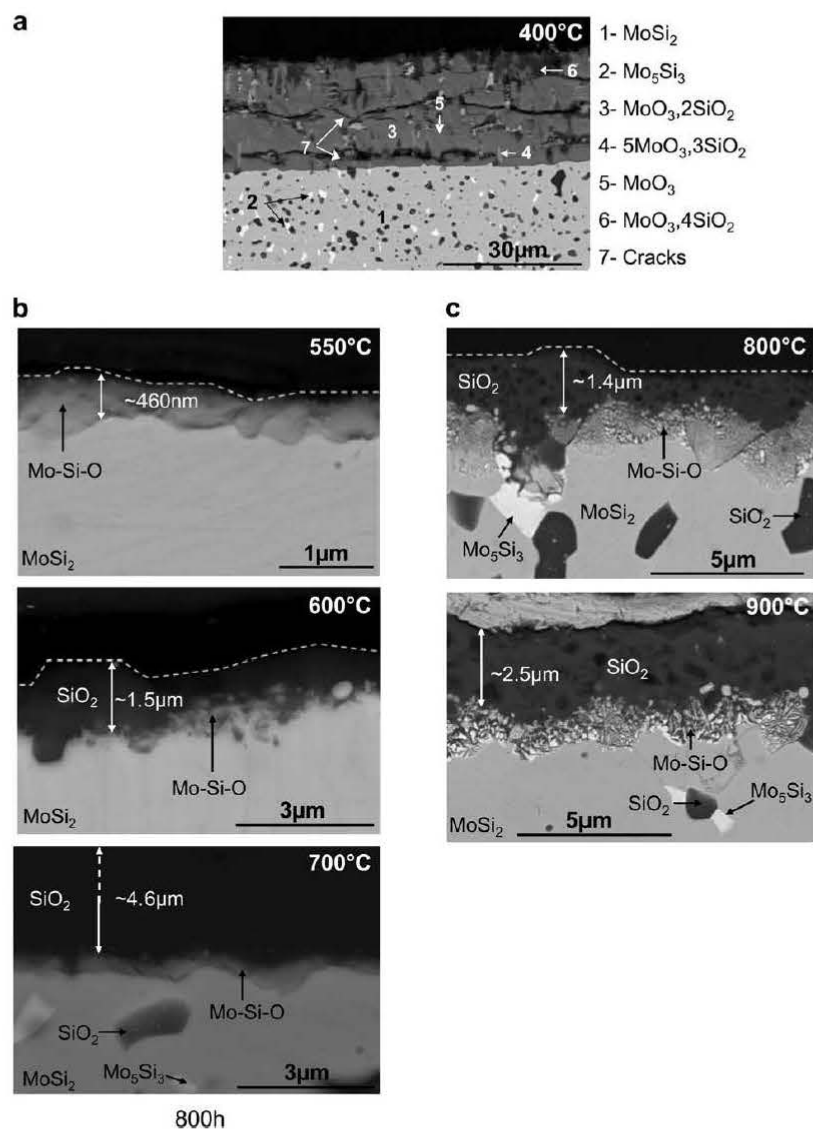 a
400°C
6
5
3
7
4
2
1
30μm
1- MoSi₂
2- Mo₅Si₃
3- MoO₃,2SiO₂
4- 5MoO₃,3SiO₂
5- MoO₃
6- MoO₃,4SiO₂
7- Cracks
b
550°C
~460nm
Mo-Si-O
MoSi₂
1μm
600°C
SiO₂
~1.5μm
Mo-Si-O
MoSi₂
3μm
700°C
SiO₂
~4.6μm
Mo-Si-O
SiO₂
Mo₅Si₃
MoSi₂
3μm
800h
c
800°C
SiO₂
~1.4μm
Mo-Si-O
MoSi₂
SiO₂
Mo₅Si₃
5μm
900°C
~2.5μm
SiO₂
Mo-Si-O
SiO₂
Mo₅Si₃
MoSi₂
5μm